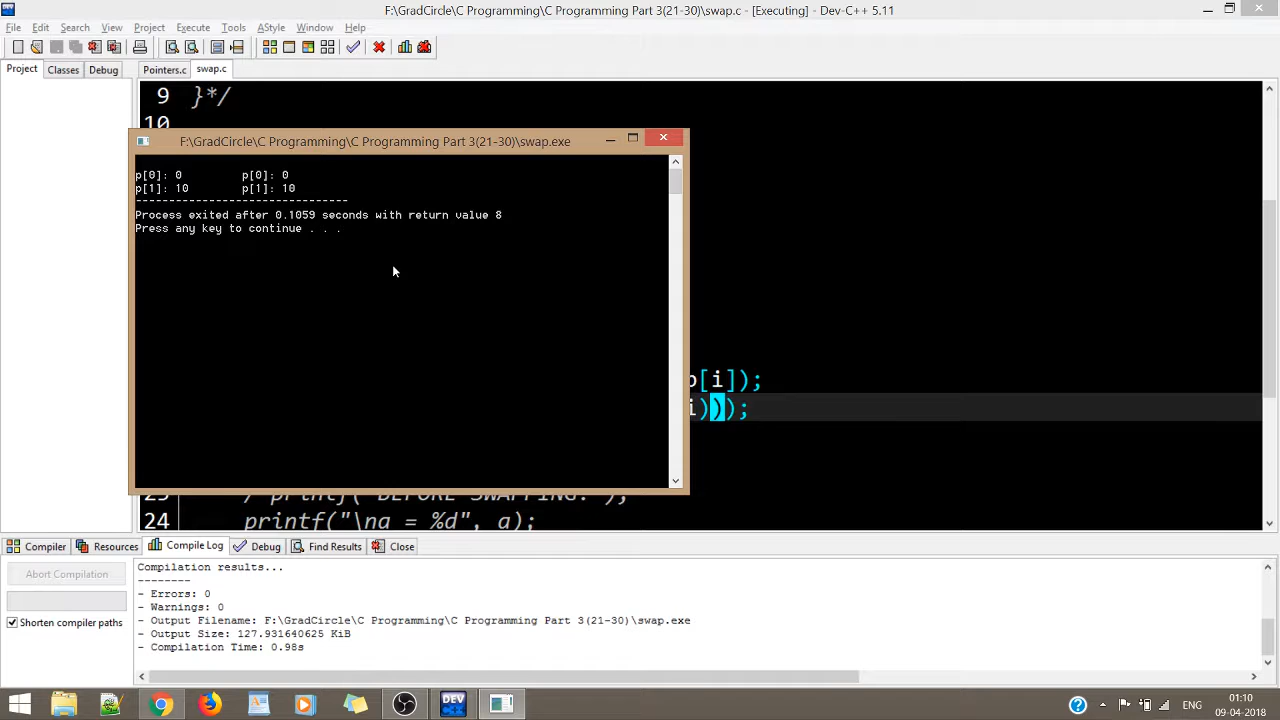 F:\GradCircle\C Programming\C Programming Part 3(21-30)\swap.c - [Executing] - Dev-C++ 5.11
File Edit Search View Project Execute Tools AStyle Window Help
Project Classes Debug Pointers.c swap.c
9 }*/
10
F:\GradCircle\C Programming\C Programming Part 3(21-30)\swap.exe
p[0]: 0 p[0]: 0
p[1]: 10 p[1]: 10
--------------------------------
Process exited after 0.1059 seconds with return value 8
Press any key to continue . . .
p[i]);
i)));
23 printf("BEFORE SWAPPING:");
24 printf("\na = %d", a);
Compiler Resources Compile Log Debug Find Results Close
Abort Compilation
Shorten compiler paths
Compilation results...
--------
- Errors: 0
- Warnings: 0
- Output Filename: F:\GradCircle\C Programming\C Programming Part 3(21-30)\swap.exe
- Output Size: 127.931640625 KiB
- Compilation Time: 0.98s
DEV
ENG
01:10
09-04-2018